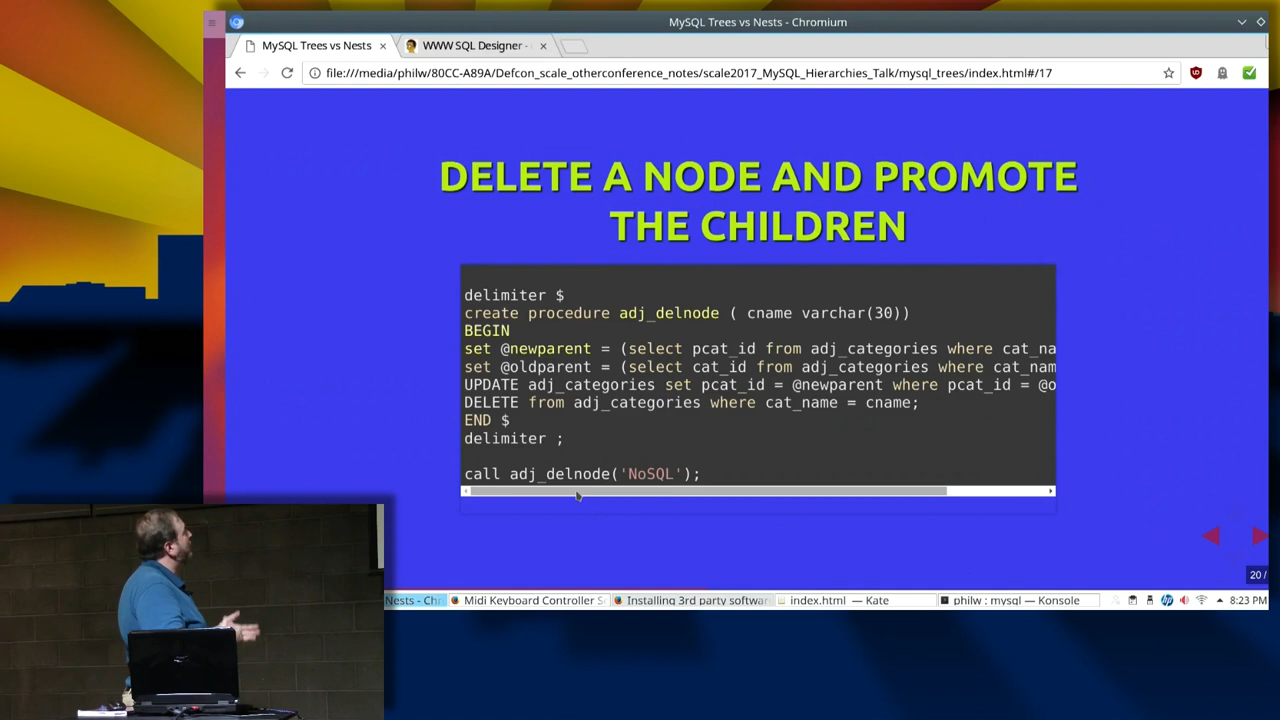 MySQL Trees vs Nests - Chromium
MySQL Trees vs Nests
WWW SQL Designer -
file:///media/philw/80CC-A89A/Defcon_scale_otherconference_notes/scale2017_MySQL_Hierarchies_Talk/mysql_trees/index.html#/17
DELETE A NODE AND PROMOTE
THE CHILDREN
delimiter $
create procedure adj_delnode ( cname varchar(30))
BEGIN
set @newparent = (select pcat_id from adj_categories where cat_na
set @oldparent = (select cat_id from adj_categories where cat_nam
UPDATE adj_categories set pcat_id = @newparent where pcat_id = @o
DELETE from adj_categories where cat_name = cname;
END $
delimiter ;
call adj_delnode('NoSQL');
20/
Nests - Chr
Midi Keyboard Controller S
Installing 3rd party softwa
index.html — Kate
philw : mysql — Konsole
8:23 PM